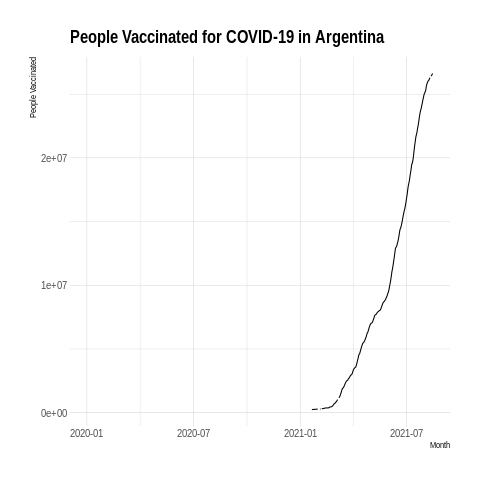 People Vaccinated for COVID-19 in Argentina
People Vaccinated
2e+07
1e+07
0e+00
2020-01 2020-07 2021-01 2021-07
Month